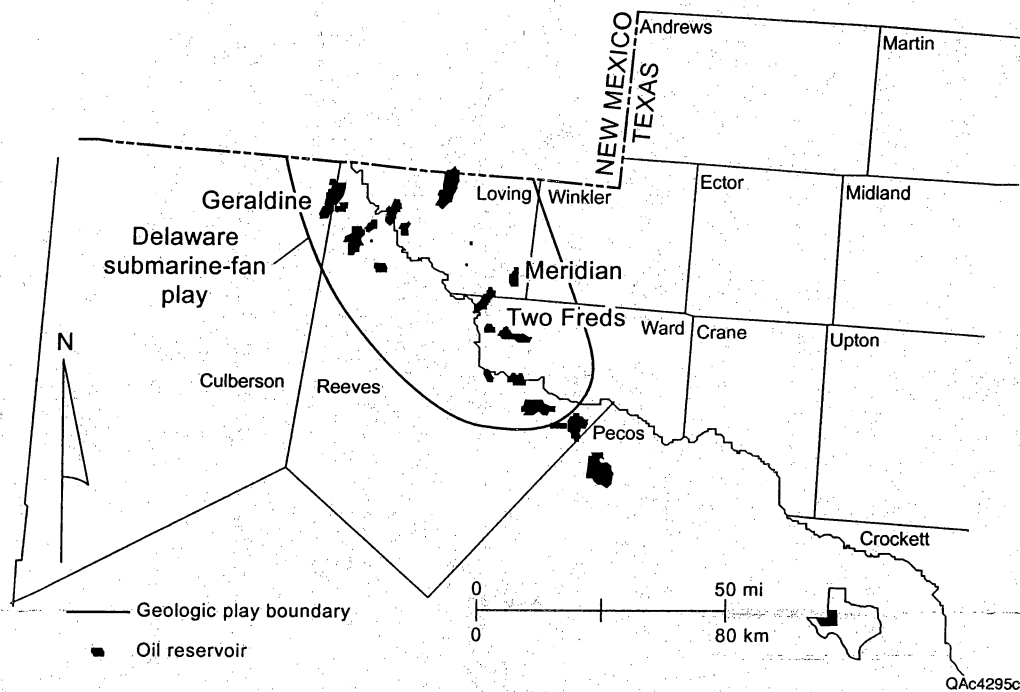 NEW MEXICO
TEXAS
Andrews
Martin
Geraldine
Loving
Winkler
Ector
Midland
Delaware
submarine-fan
play
Meridian
Two Freds
Ward
Crane
Upton
N
Culberson
Reeves
Pecos
Crockett
0
50 mi
0
80 km
Geologic play boundary
Oil reservoir
QAc4295c